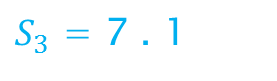 S₃ = 7 . 1